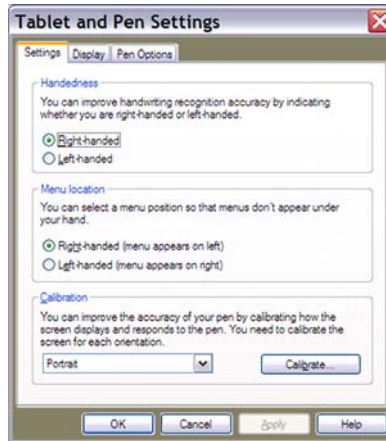 Tablet and Pen Settings
Settings Display Pen Options
Handedness
You can improve handwriting recognition accuracy by indicating
whether you are right-handed or left-handed.
Right-handed
Left-handed
Menu location
You can select a menu position so that menus don't appear under
your hand.
Right-handed (menu appears on left)
Left-handed (menu appears on right)
Calibration
You can improve the accuracy of your pen by calibrating how the
screen displays and responds to the pen. You need to calibrate the
screen for each orientation.
Portrait Calibrate...
OK Cancel Apply Help